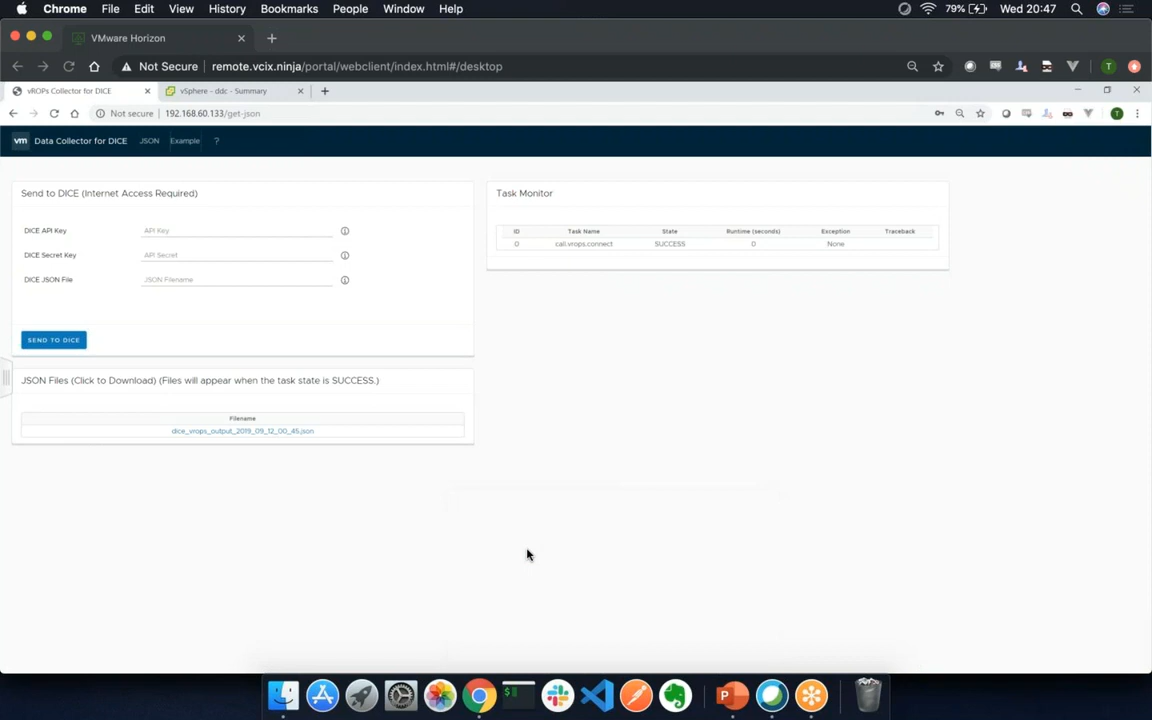 Chrome File Edit View History Bookmarks People Window Help 79% Wed 20:47
VMware Horizon
Not Secure remote.vcix.ninja/portal/webclient/index.html#/desktop T
vROPs Collector for DICE vSphere - ddc - Summary
Not secure 192.168.60.133/get-json T
vm Data Collector for DICE JSON Example ?
Send to DICE (Internet Access Required)
DICE API Key API Key
DICE Secret Key API Secret
DICE JSON File JSON Filename
SEND TO DICE
JSON Files (Click to Download) (Files will appear when the task state is SUCCESS.)
Filename
dice_vrops_output_2019_09_12_00_45.json
Task Monitor
ID Task Name State Runtime (seconds) Exception Traceback
0 call.vrops.connect SUCCESS 0 None
$
P